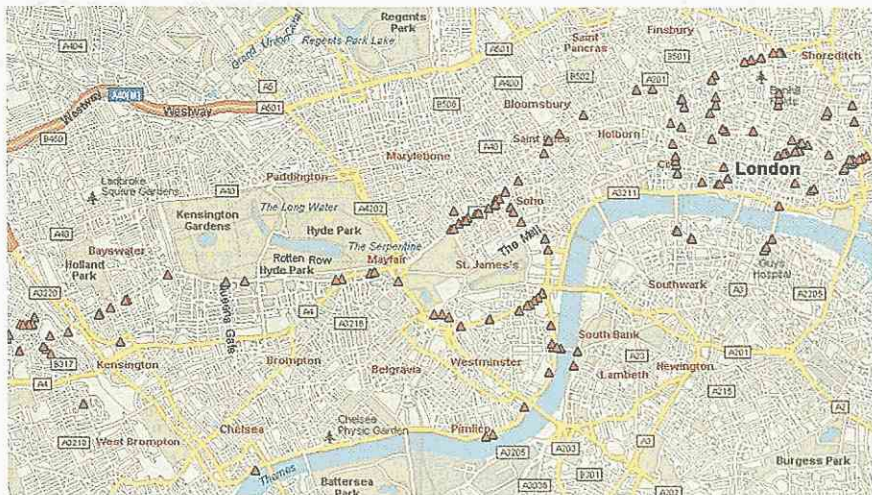 Regents
Park
Finsbury
A404
Grand Union Canal
Regents Park Lake
A501
Saint
Pancras
B502
B501
A201
Shoreditch
A5
A400
A40(M)
Westway
Westway
A501
B506
Bloomsbury
Saint Giles
Holborn
Marylebone
A40
Ladbroke
Square Gardens
Paddington
A40
London
A3211
Kensington
Gardens
The Long Water
A4202
Soho
A40
Hyde Park
The Mall
Bayswater
The Serpentine
Holland
Park
Rotten Row
Hyde Park
Mayfair
St. James's
Guys
Hospital
A3220
Queens Gate
A4
Southwark
A3
A2205
A3216
South Bank
B317
Kensington
Brompton
Westminster
A23
Newington
A201
A4
Belgravia
Lambeth
A215
Chelsea
Physic Garden
Pimlico
A2
West Brompton
Chelsea
A3205
A203
A3
Burgess Park
Thames
Battersea
Park